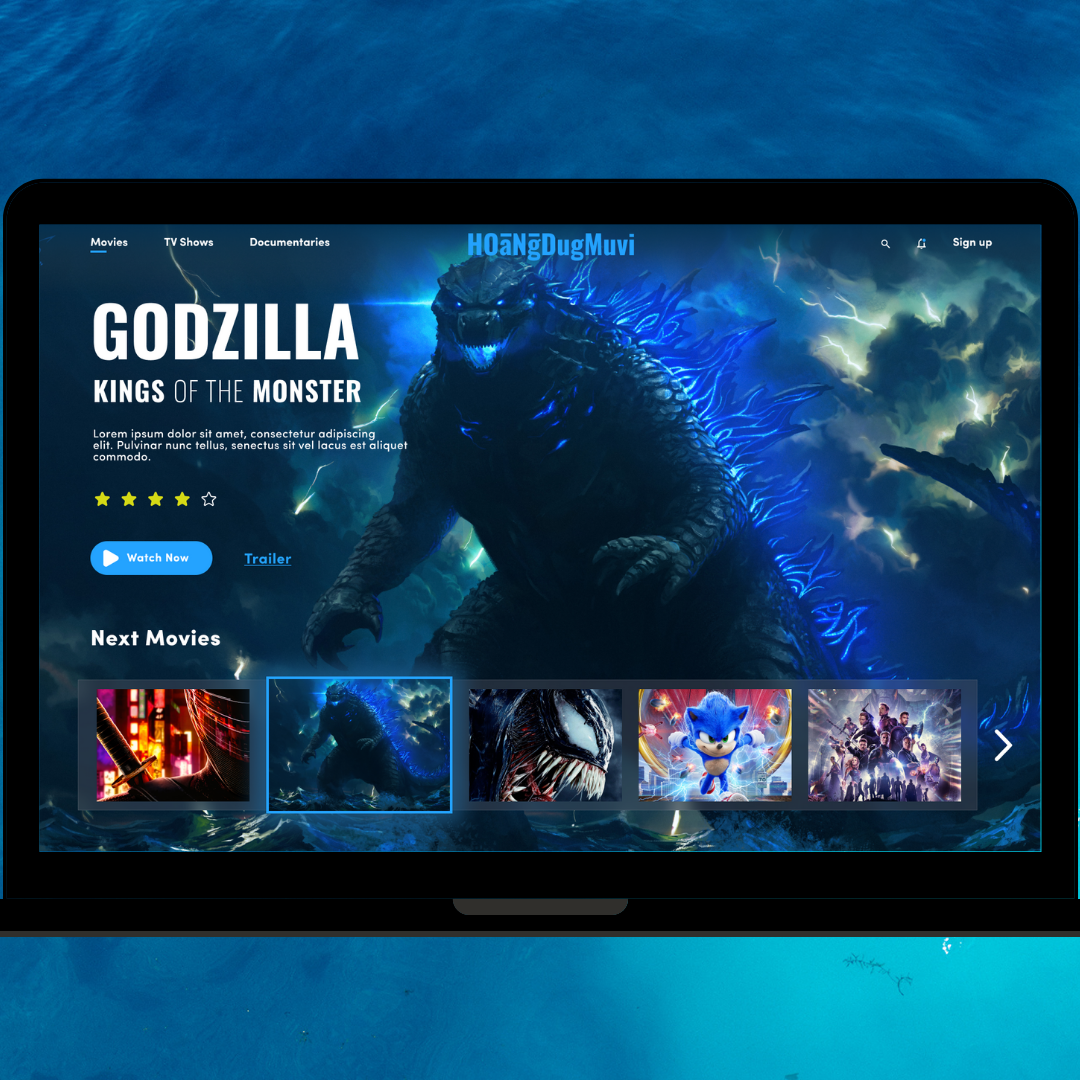 Movies
TV Shows
Documentaries
HOāNgDugMuvi
Sign up
GODZILLA
KINGS OF THE MONSTER
Lorem ipsum dolor sit amet, consectetur adipiscing
elit. Pulvinar nunc tellus, senectus sit vel lacus est aliquet
commodo.
Watch Now
Trailer
Next Movies